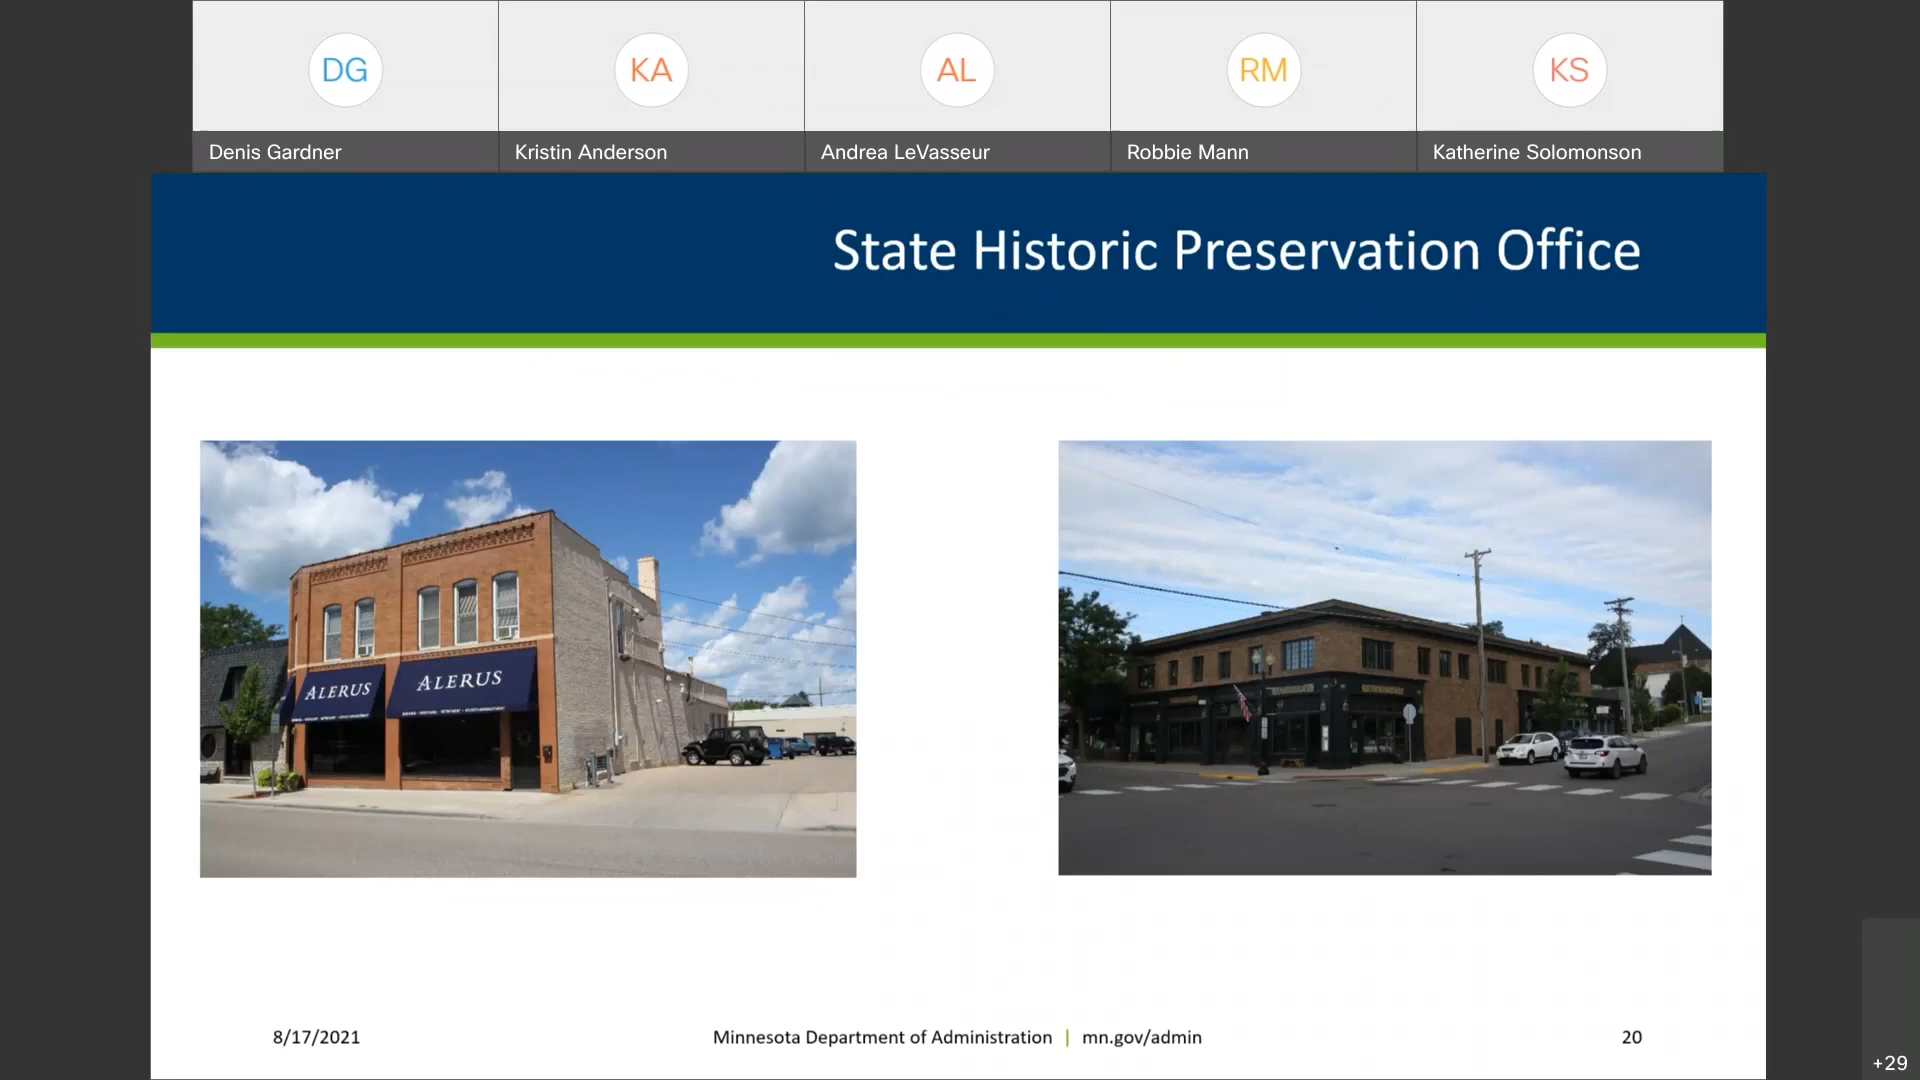 DG
KA
AL
RM
KS
Denis Gardner
Kristin Anderson
Andrea LeVasseur
Robbie Mann
Katherine Solomonson
State Historic Preservation Office
ALERUS
ALERUS
8/17/2021
Minnesota Department of Administration | mn.gov/admin
20
+29